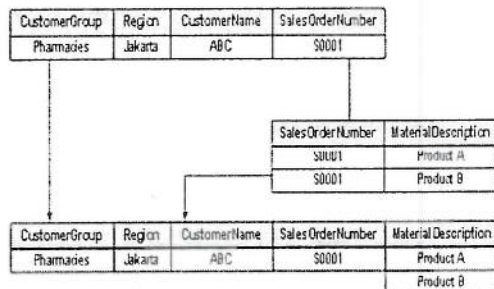 CustomerGroup Region CustomerName SalesOrderNumber
Pharmacies Jakarta ABC S0001
SalesOrderNumber MaterialDescription
S0001 Product A
S0001 Product B
CustomerGroup Region CustomerName SalesOrderNumber Material Description
Pharmacies Jakarta ABC S0001 Product A
Product B